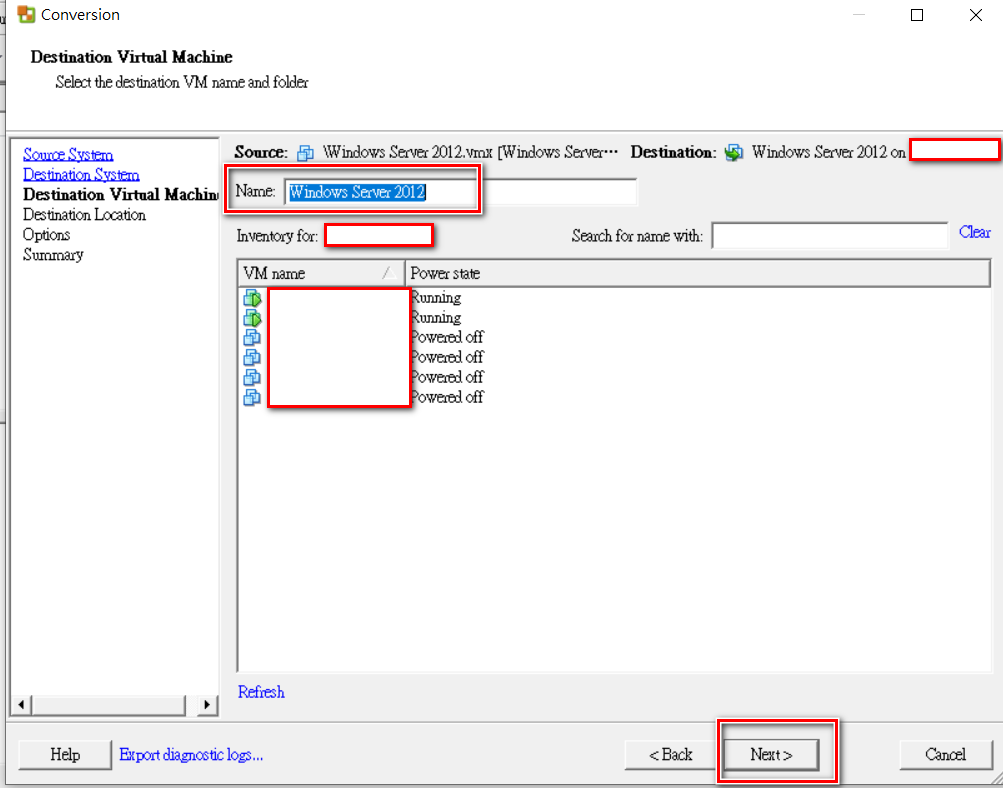 Conversion
Destination Virtual Machine
Select the destination VM name and folder
Source System
Destination System
Destination Virtual Machin
Destination Location
Options
Summary
Source: \Windows Server 2012.vmx [Windows Server··· Destination: Windows Server 2012 on
Name: Windows Server 2012
Inventory for: Search for name with: Clear
VM name Power state
Running
Running
Powered off
Powered off
Powered off
Powered off
Refresh
Help Export diagnostic logs... < Back Next > Cancel